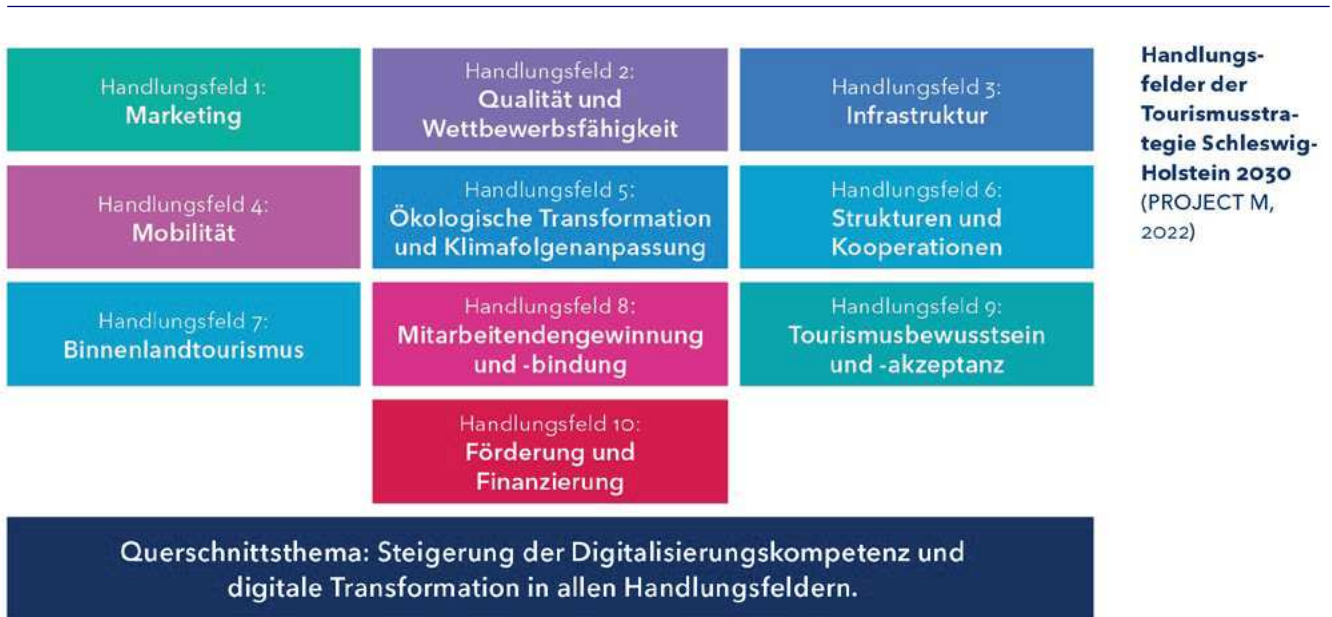 Handlungsfeld 1:
Marketing
Handlungsfeld 2:
Qualität und
Wettbewerbsfähigkeit
Handlungsfeld 3:
Infrastruktur
Handlungsfeld 4:
Mobilität
Handlungsfeld 5:
Ökologische Transformation
und Klimafolgenanpassung
Handlungsfeld 6:
Strukturen und
Kooperationen
Handlungsfeld 7:
Binnenlandtourismus
Handlungsfeld 8:
Mitarbeitendengewinnung
und -bindung
Handlungsfeld 9:
Tourismusbewusstsein
und -akzeptanz
Handlungsfeld 10:
Förderung und
Finanzierung
Querschnittsthema: Steigerung der Digitalisierungskompetenz und
digitale Transformation in allen Handlungsfeldern.
Handlungs-
felder der
Tourismusstra-
tegie Schleswig-
Holstein 2030
(PROJECT M,
2022)